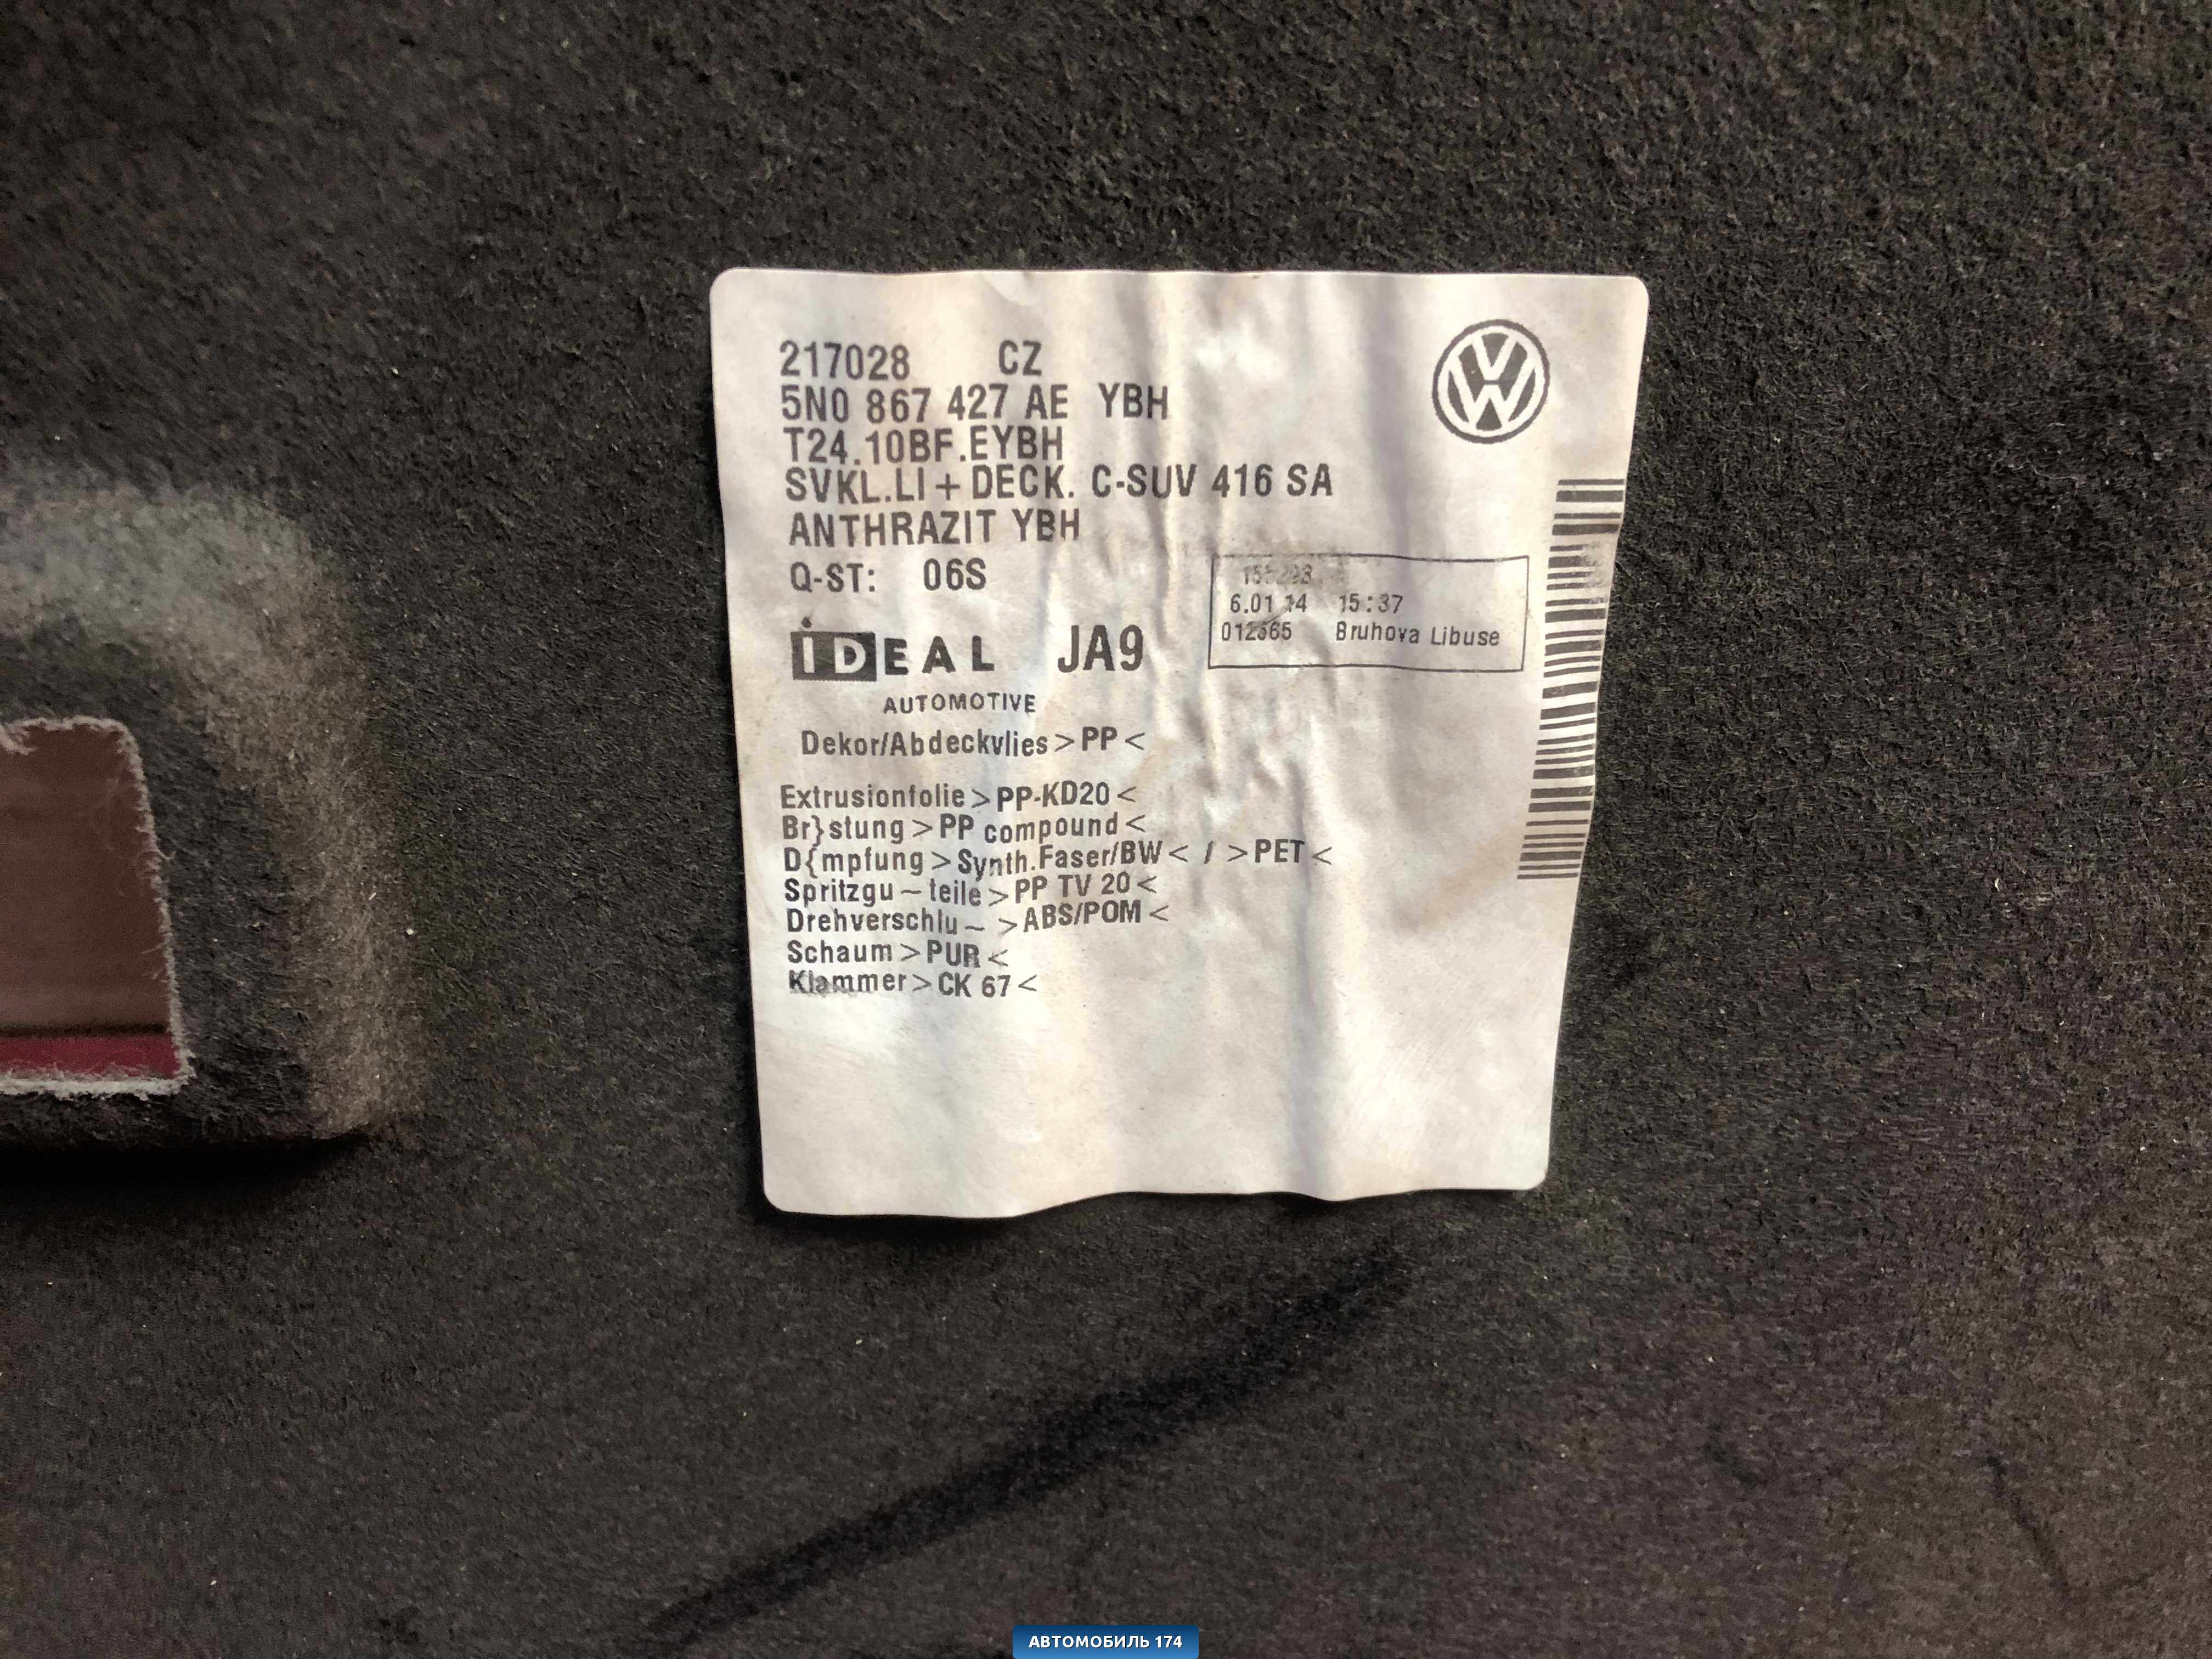 217028 CZ
5N0 867 427 AE YBH
T24.10BF.EYBH
SVKL.LI + DECK. C-SUV 416 SA
ANTHRAZIT YBH
Q-ST: 06S
6.01 14 15:37
Bruhova Libuse
IDEAL JA9
AUTOMOTIVE
Dekor/Abdeckvlies >PP<
Extrusionfolie >PP-KD20<
Br}stung >PP compound<
D{mpfung >Synth.Faser/BW< / >PET<
Spritzgu~teile >PP TV 20<
Drehverschlu~ >ABS/POM<
Schaum >PUR<
Klammer >CK 67<
АВТОМОБИЛЬ 174